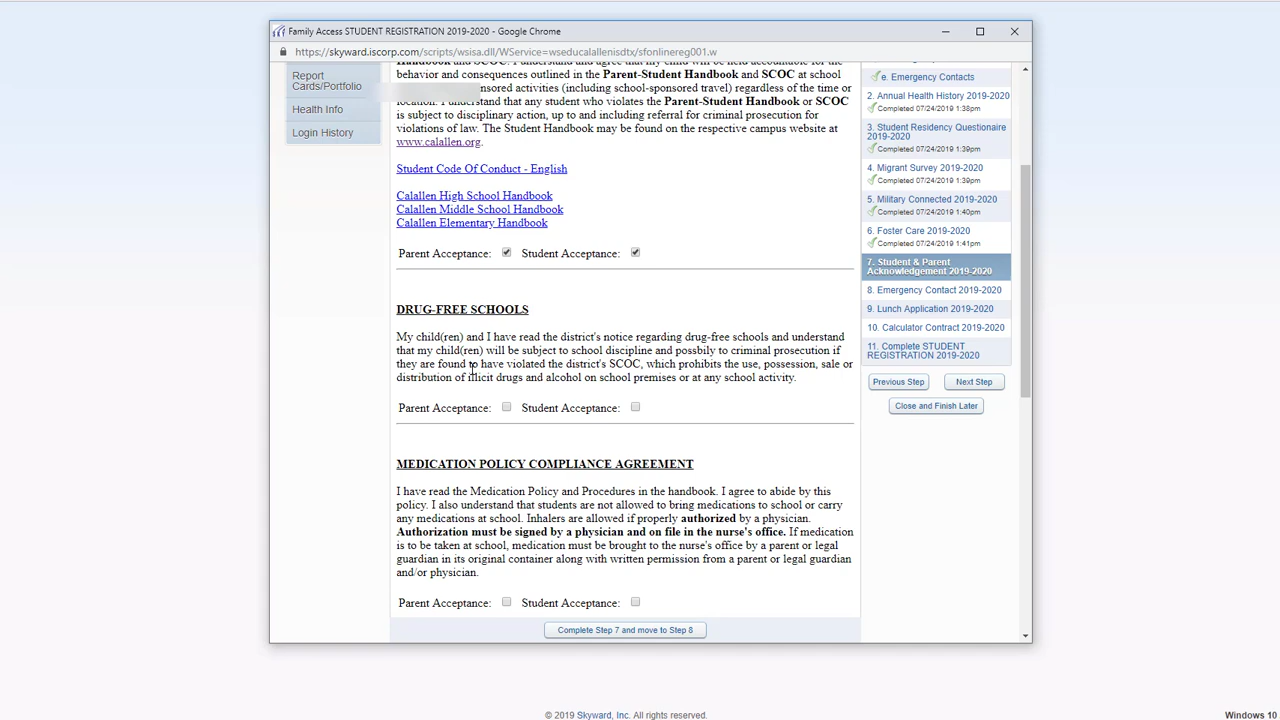 Family Access STUDENT REGISTRATION 2019-2020 - Google Chrome
https://skyward.iscorp.com/scripts/wsisa.dll/WService=wseducalallenisdtx/sfonlinereg001.w
Report
Cards/Portfolio
Health Info
Login History
Handbook and SCOC. I understand and agree that my child will be held accountable for the
behavior and consequences outlined in the Parent-Student Handbook and SCOC at school
sponsored activities (including school-sponsored travel) regardless of the time or
location. I understand that any student who violates the Parent-Student Handbook or SCOC
is subject to disciplinary action, up to and including referral for criminal prosecution for
violations of law. The Student Handbook may be found on the respective campus website at
www.calallen.org.
Student Code Of Conduct - English
Calallen High School Handbook
Calallen Middle School Handbook
Calallen Elementary Handbook
Parent Acceptance: Student Acceptance:
DRUG-FREE SCHOOLS
My child(ren) and I have read the district's notice regarding drug-free schools and understand
that my child(ren) will be subject to school discipline and possbily to criminal prosecution if
they are found to have violated the district's SCOC, which prohibits the use, possession, sale or
distribution of illicit drugs and alcohol on school premises or at any school activity.
Parent Acceptance: Student Acceptance:
MEDICATION POLICY COMPLIANCE AGREEMENT
I have read the Medication Policy and Procedures in the handbook. I agree to abide by this
policy. I also understand that students are not allowed to bring medications to school or carry
any medications at school. Inhalers are allowed if properly authorized by a physician.
Authorization must be signed by a physician and on file in the nurse's office. If medication
is to be taken at school, medication must be brought to the nurse's office by a parent or legal
guardian in its original container along with written permission from a parent or legal guardian
and/or physician.
Parent Acceptance: Student Acceptance:
Complete Step 7 and move to Step 8
e. Emergency Contacts
2. Annual Health History 2019-2020
Completed 07/24/2019 1:38pm
3. Student Residency Questionaire
2019-2020
Completed 07/24/2019 1:39pm
4. Migrant Survey 2019-2020
Completed 07/24/2019 1:39pm
5. Military Connected 2019-2020
Completed 07/24/2019 1:40pm
6. Foster Care 2019-2020
Completed 07/24/2019 1:41pm
7. Student & Parent
Acknowledgement 2019-2020
8. Emergency Contact 2019-2020
9. Lunch Application 2019-2020
10. Calculator Contract 2019-2020
11. Complete STUDENT
REGISTRATION 2019-2020
Previous Step
Next Step
Close and Finish Later
© 2019 Skyward, Inc. All rights reserved.
Windows 10